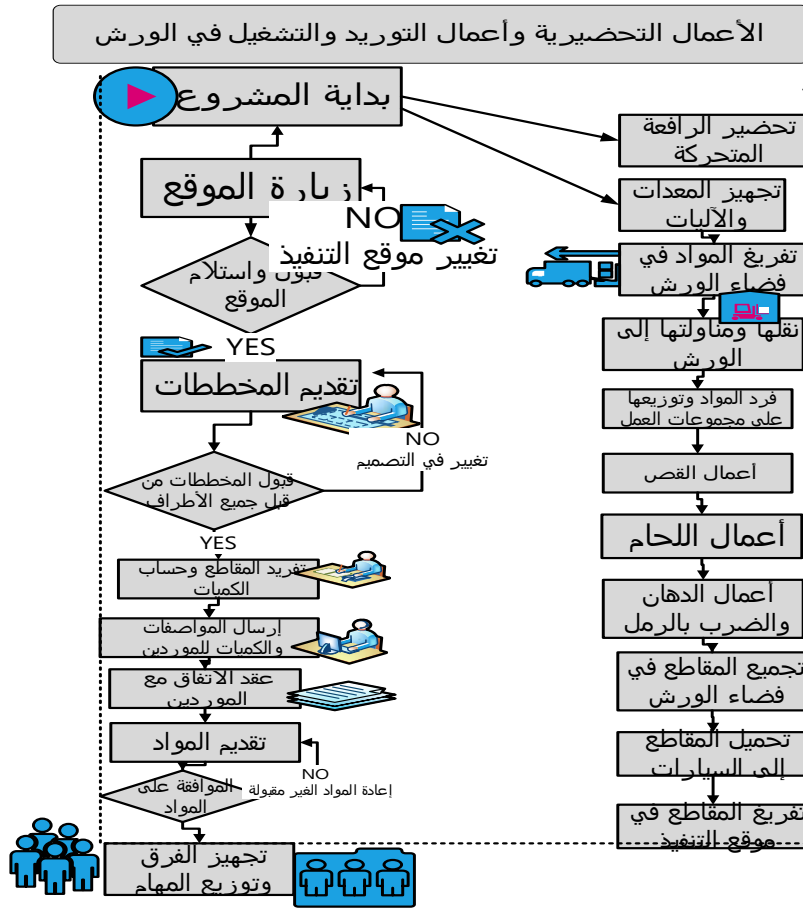 الأعمال التحضيرية وأعمال التوريد والتشغيل في الورش
بداية المشروع
زيارة الموقع
NO
تغيير موقع التنفيذ
قبول واستلام
الموقع
YES
تقديم المخططات
NO
تغيير في التصميم
قبول المخططات من
قبل جميع الأطراف
YES
تفريد المقاطع وحساب
الكميات
إرسال المواصفات
والكميات للموردين
عقد الاتفاق مع
الموردين
تقديم المواد
NO
إعادة المواد الغير مقبولة
الموافقة على
المواد
تجهيز الفرق
وتوزيع المهام
تحضير الرافعة
المتحركة
تجهيز المعدات
والآليات
تفريغ المواد في
فضاء الورش
نقلها ومناولتها إلى
الورش
فرد المواد وتوزيعها
على مجموعات العمل
أعمال القص
أعمال اللحام
أعمال الدهان
والضرب بالرمل
تجميع المقاطع في
فضاء الورش
تحميل المقاطع
إلى السيارات
تفريغ المقاطع في
موقع التنفيذ